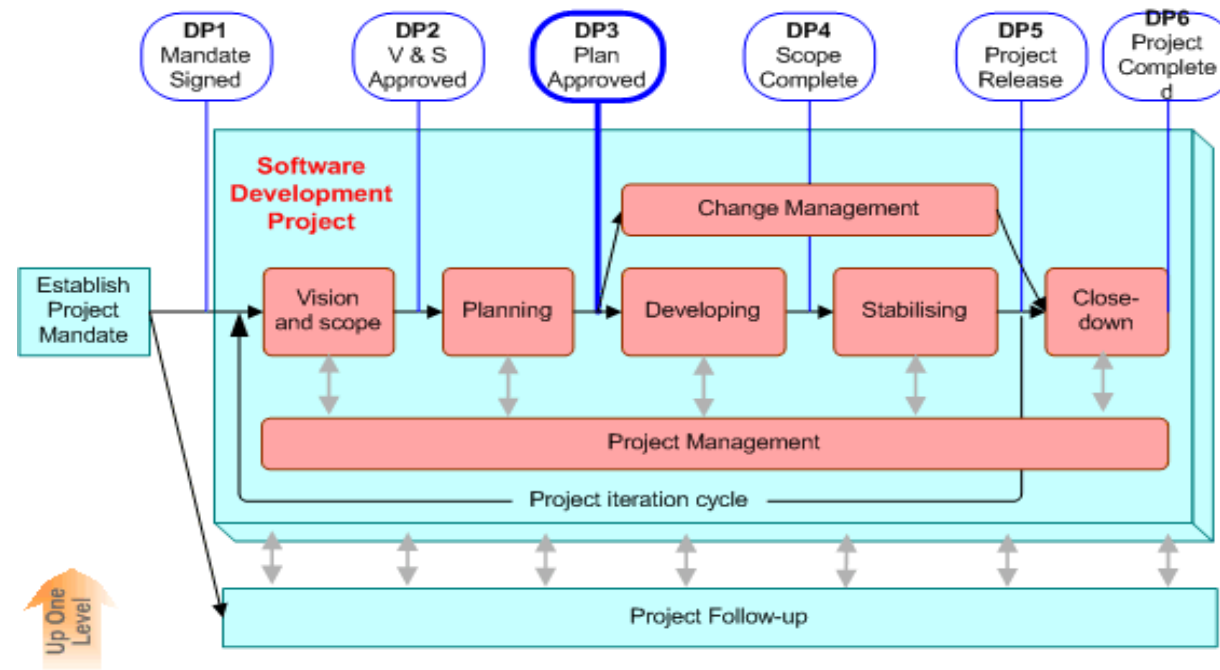 DP1
Mandate
Signed
DP2
V & S
Approved
DP3
Plan
Approved
DP4
Scope
Complete
DP5
Project
Release
DP6
Project
Complete
d
Software
Development
Project
Change Management
Establish
Project
Mandate
Vision
and scope
Planning
Developing
Stabilising
Close-
down
Project Management
Project iteration cycle
Project Follow-up
Up One
Level